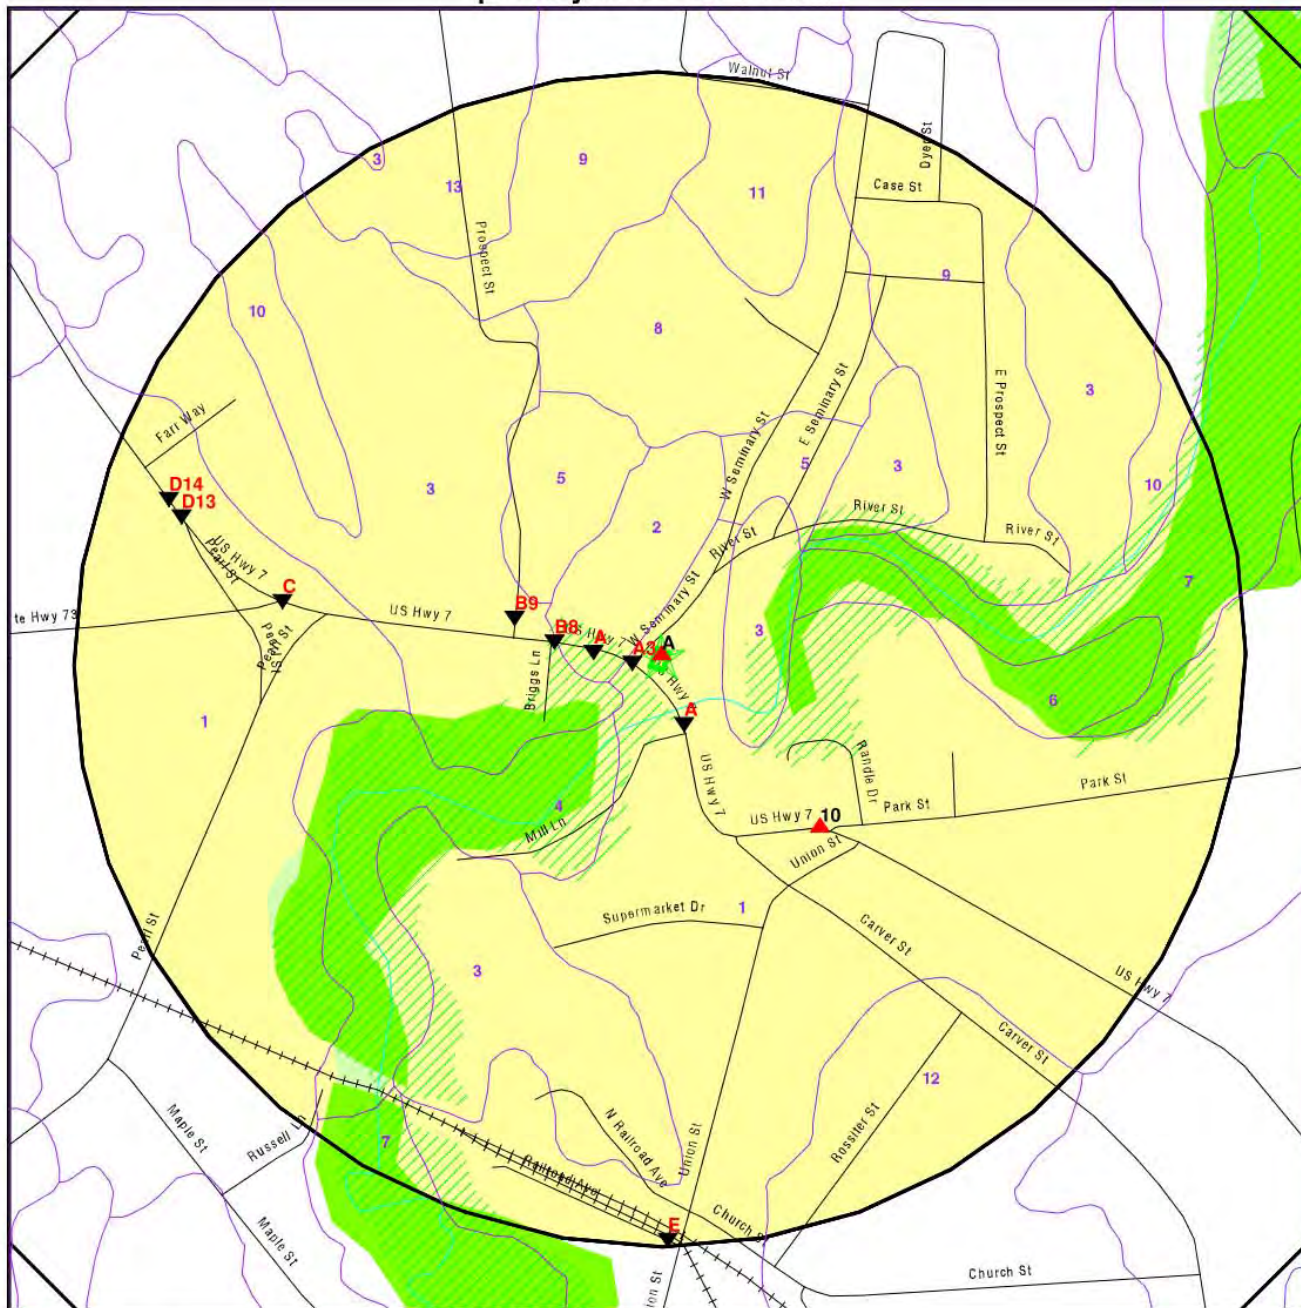 Walnut St
Dyer St
3
9
13
11
Case St
Prospect St
9
10
8
E Prospect St
3
Farr Way
W Seminary St
E Seminary St
D14
D13
3
5
2
5
3
10
River St
River St
River St
US Hwy 7
Pearl St
C
7
te Hwy 73
US Hwy 7
B9
B8
A
A3
A
W Seminary St
3
Pearl St
Briggs Ln
A
6
1
US Hwy 7
Randle Dr
Park St
4
Mill Ln
US Hwy 7
10
Park St
Union St
Supermarket Dr
1
Carver St
Pearl St
3
US Hwy 7
Carver St
12
Maple St
Russell Ln
7
N Railroad Ave
Union St
Rossiter St
Railroad Ave
Maple St
E
Church S
Church St
ion St